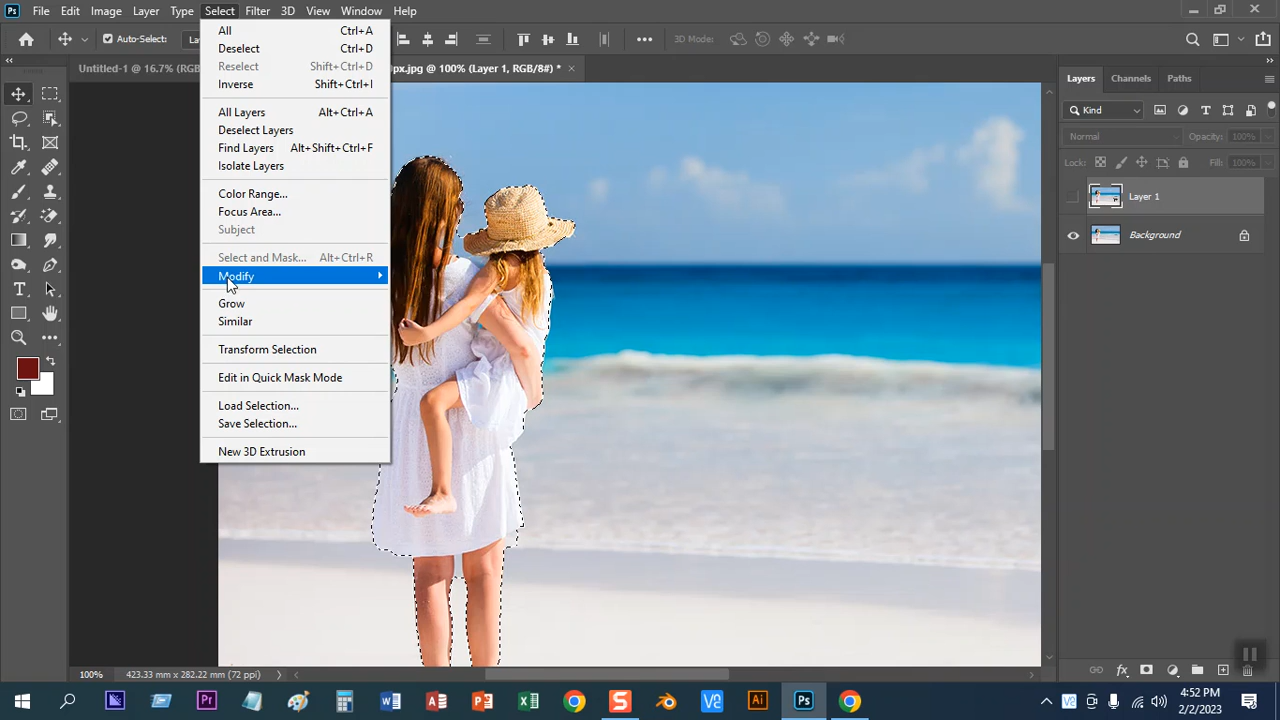 Ps File Edit Image Layer Type Select Filter 3D View Window Help
Auto-Select: 3D Mode:
Untitled-1 @ 16.7% (RG px.jpg @ 100% (Layer 1, RGB/8#) *
All Ctrl+A
Deselect Ctrl+D
Reselect Shift+Ctrl+D
Inverse Shift+Ctrl+I
All Layers Alt+Ctrl+A
Deselect Layers
Find Layers Alt+Shift+Ctrl+F
Isolate Layers
Color Range...
Focus Area...
Subject
Select and Mask... Alt+Ctrl+R
Modify
Grow
Similar
Transform Selection
Edit in Quick Mask Mode
Load Selection...
Save Selection...
New 3D Extrusion
Layers Channels Paths
Kind
Normal Opacity: 100%
Lock: Fill: 100%
Layer 1
Background
100% 423.33 mm x 282.22 mm (72 ppi)
4:52 PM
2/2/2023